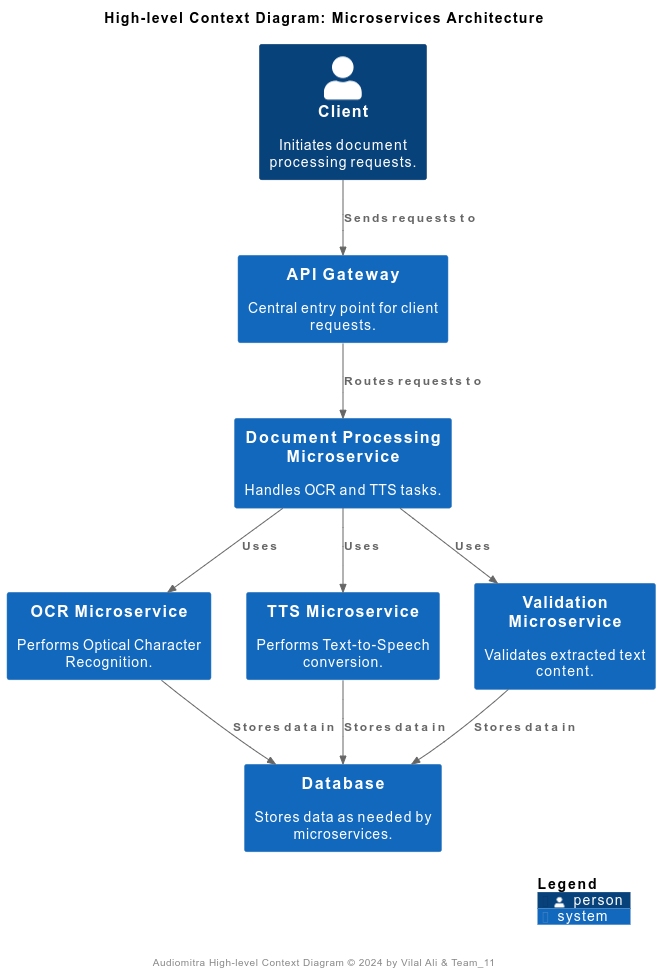 High-level Context Diagram: Microservices Architecture
Client
Initiates document
processing requests.
Sends requests to
API Gateway
Central entry point for client
requests.
Routes requests to
Document Processing
Microservice
Handles OCR and TTS tasks.
Uses
Uses
Uses
OCR Microservice
Performs Optical Character
Recognition.
TTS Microservice
Performs Text-to-Speech
conversion.
Validation
Microservice
Validates extracted text
content.
Stores data in
Stores data in
Stores data in
Database
Stores data as needed by
microservices.
Legend
person
system
Audiomitra High-level Context Diagram © 2024 by Vilal Ali & Team_11